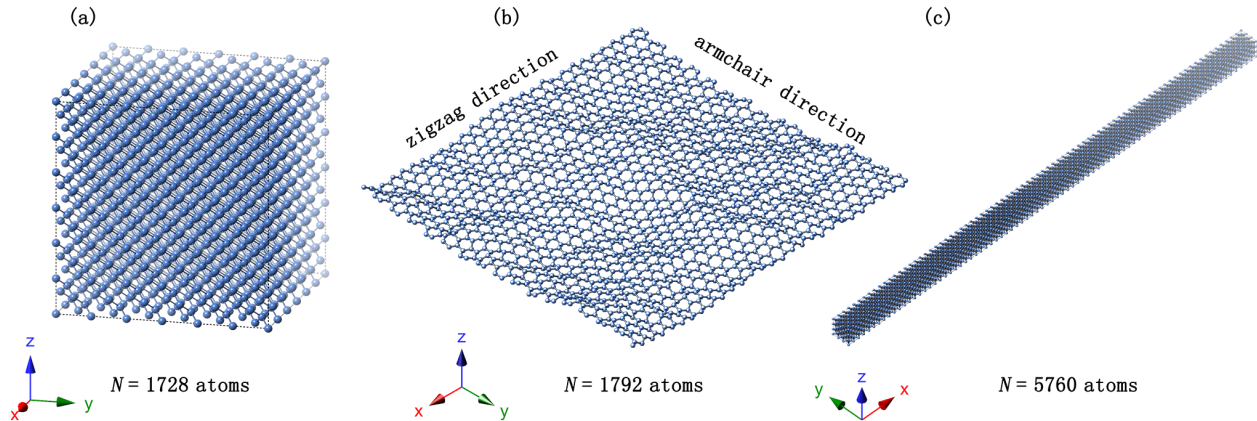 (a)
(b)
(c)
zigzag direction
armchair direction
z
y
x
N = 1728 atoms
z
x
y
N = 1792 atoms
z
y
x
N = 5760 atoms